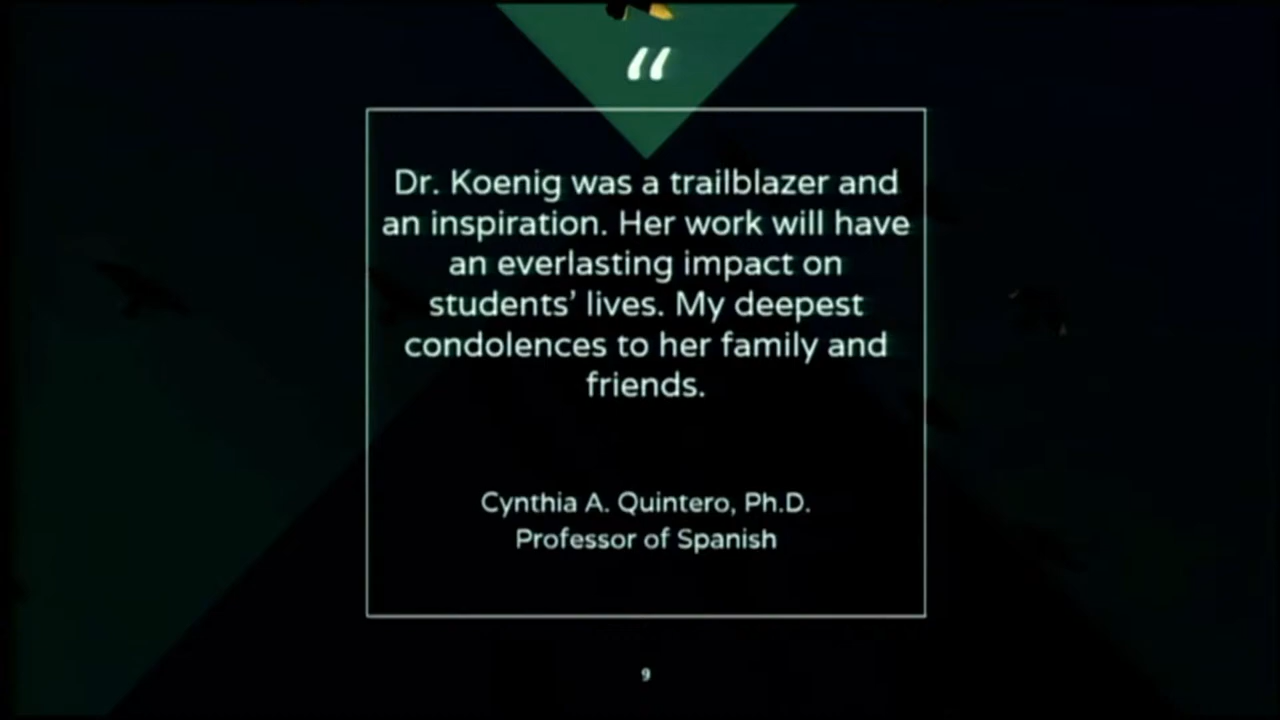 “
Dr. Koenig was a trailblazer and
an inspiration. Her work will have
an everlasting impact on
students’ lives. My deepest
condolences to her family and
friends.
Cynthia A. Quintero, Ph.D.
Professor of Spanish
9